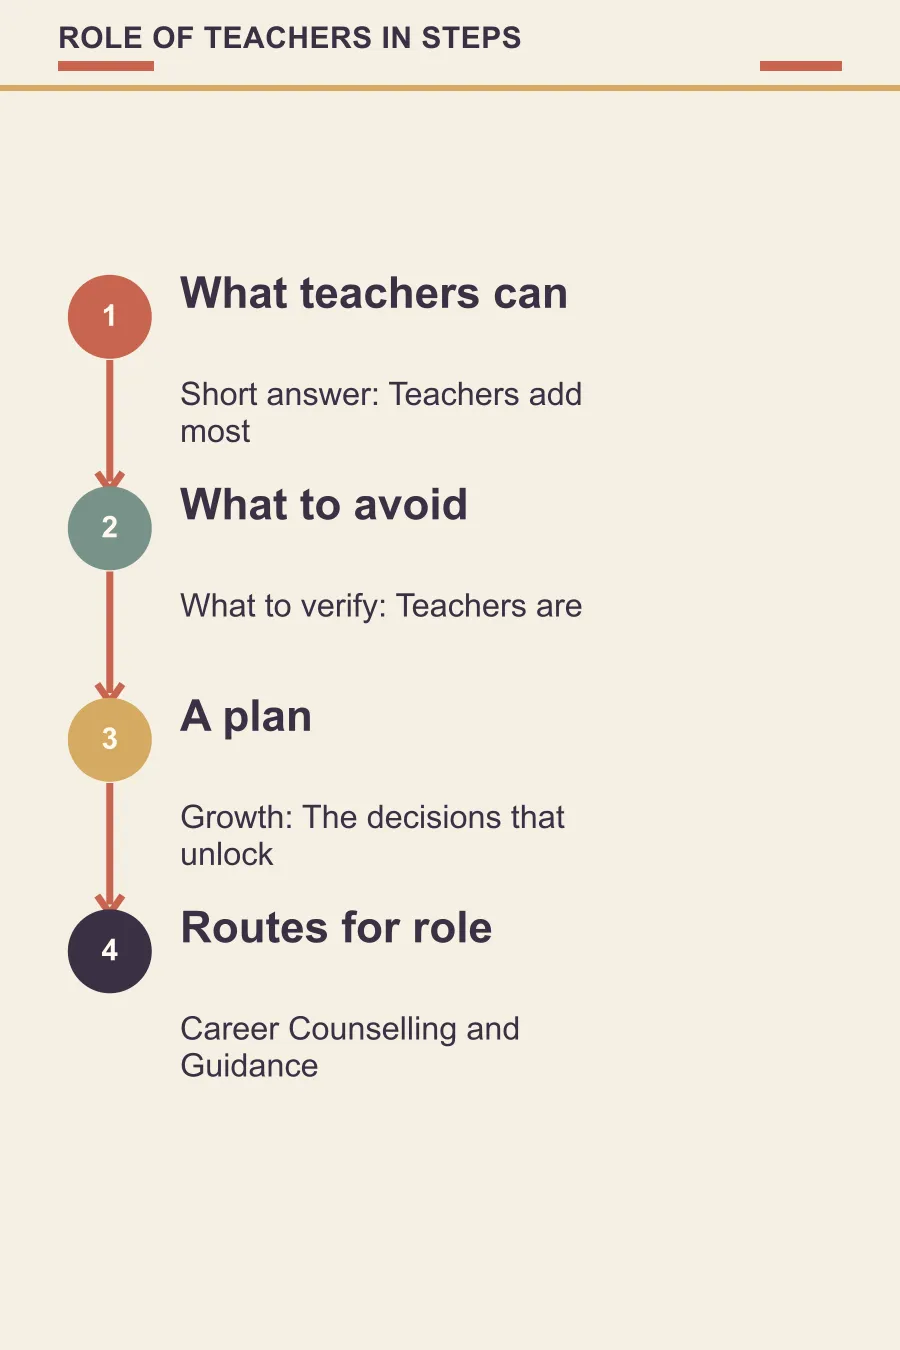 ROLE OF TEACHERS IN STEPS
1
What teachers can
Short answer: Teachers add
most
2
What to avoid
What to verify: Teachers are
3
A plan
Growth: The decisions that
unlock
4
Routes for role
Career Counselling and
Guidance